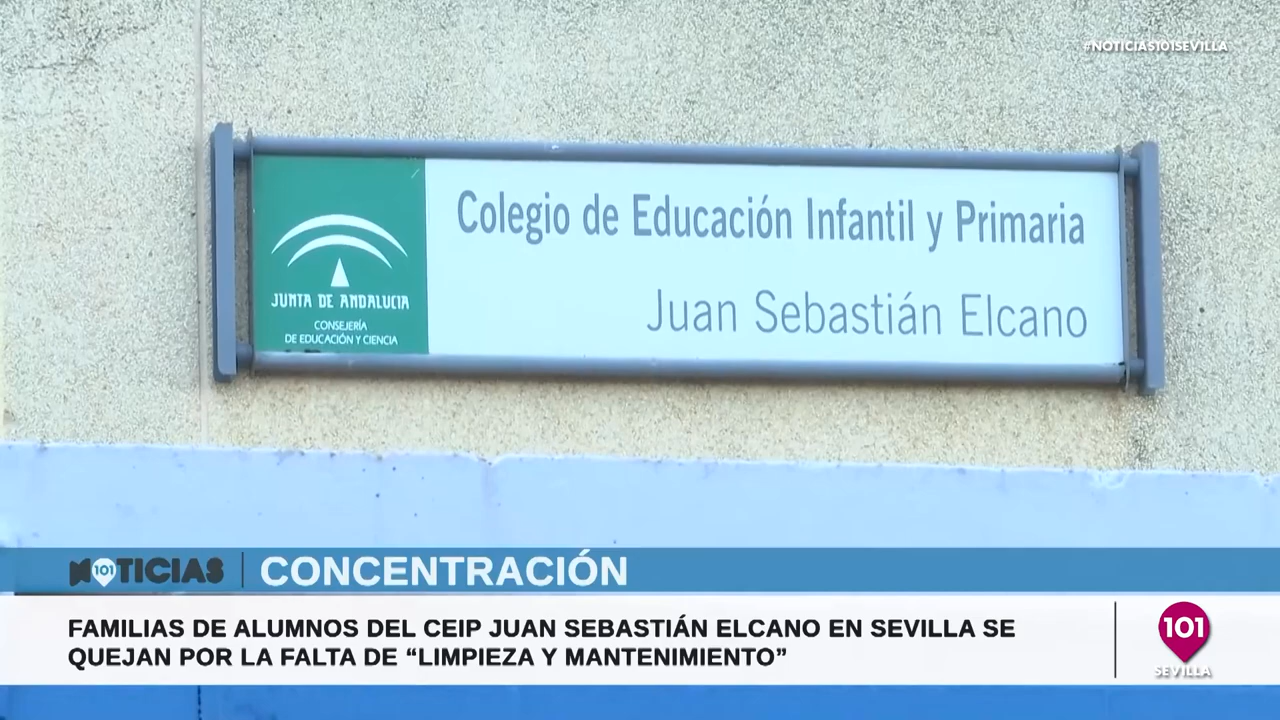 #NOTICIAS101SEVILLA
Colegio de Educación Infantil y Primaria
Juan Sebastián Elcano
JUNTA DE ANDALUCIA
CONSEJERÍA
DE EDUCACIÓN Y CIENCIA
NOTICIAS 101
CONCENTRACIÓN
FAMILIAS DE ALUMNOS DEL CEIP JUAN SEBASTIÁN ELCANO EN SEVILLA SE
QUEJAN POR LA FALTA DE “LIMPIEZA Y MANTENIMIENTO”
101
SEVILLA